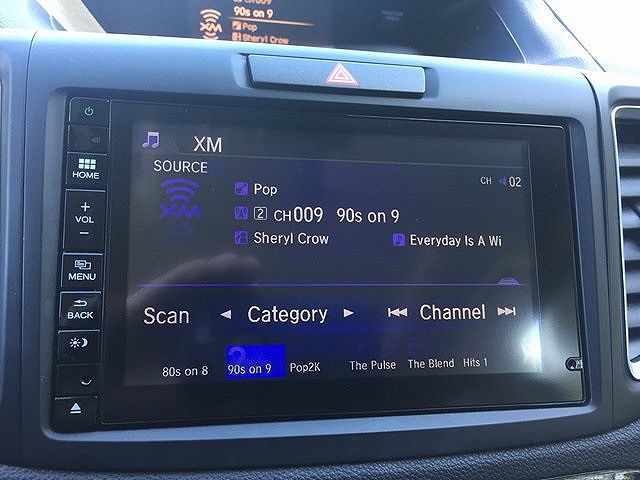 CH009
90s on 9
Pop
Sheryl Crow
XM
SOURCE
HOME
+
VOL
−
MENU
BACK
XM
Pop
CH 02
2 CH009 90s on 9
Sheryl Crow
Everyday Is A Wi
Scan Category Channel
80s on 8 90s on 9 Pop2K The Pulse The Blend Hits 1